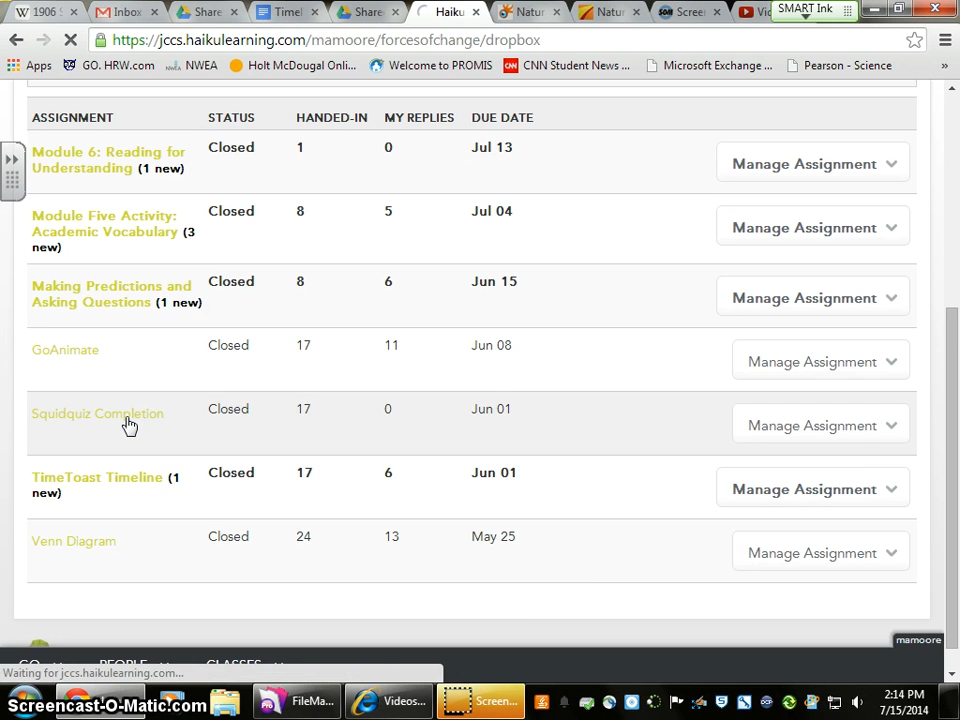 1906 S
Inbox
Share
Timel
Share
Haiku
Natur
Natur
Scree
Vid
SMART Ink
https://jccs.haikulearning.com/mamoore/forcesofchange/dropbox
Apps
GO. HRW.com
NWEA
Holt McDougal Onli...
Welcome to PROMIS
CNN Student News ...
Microsoft Exchange ...
Pearson - Science
»
ASSIGNMENT STATUS HANDED-IN MY REPLIES DUE DATE
Module 6: Reading for
Understanding (1 new)
Closed 1 0 Jul 13
Manage Assignment
Module Five Activity:
Academic Vocabulary (3
new)
Closed 8 5 Jul 04
Manage Assignment
Making Predictions and
Asking Questions (1 new)
Closed 8 6 Jun 15
Manage Assignment
GoAnimate
Closed 17 11 Jun 08
Manage Assignment
Squidquiz Completion
Closed 17 0 Jun 01
Manage Assignment
TimeToast Timeline (1
new)
Closed 17 6 Jun 01
Manage Assignment
Venn Diagram
Closed 24 13 May 25
Manage Assignment
mamoore
GO PEOPLE CLASSES
Waiting for jccs.haikulearning.com...
Screencast-O-Matic.com
FileMa...
Videos...
Screen...
2:14 PM
7/15/2014